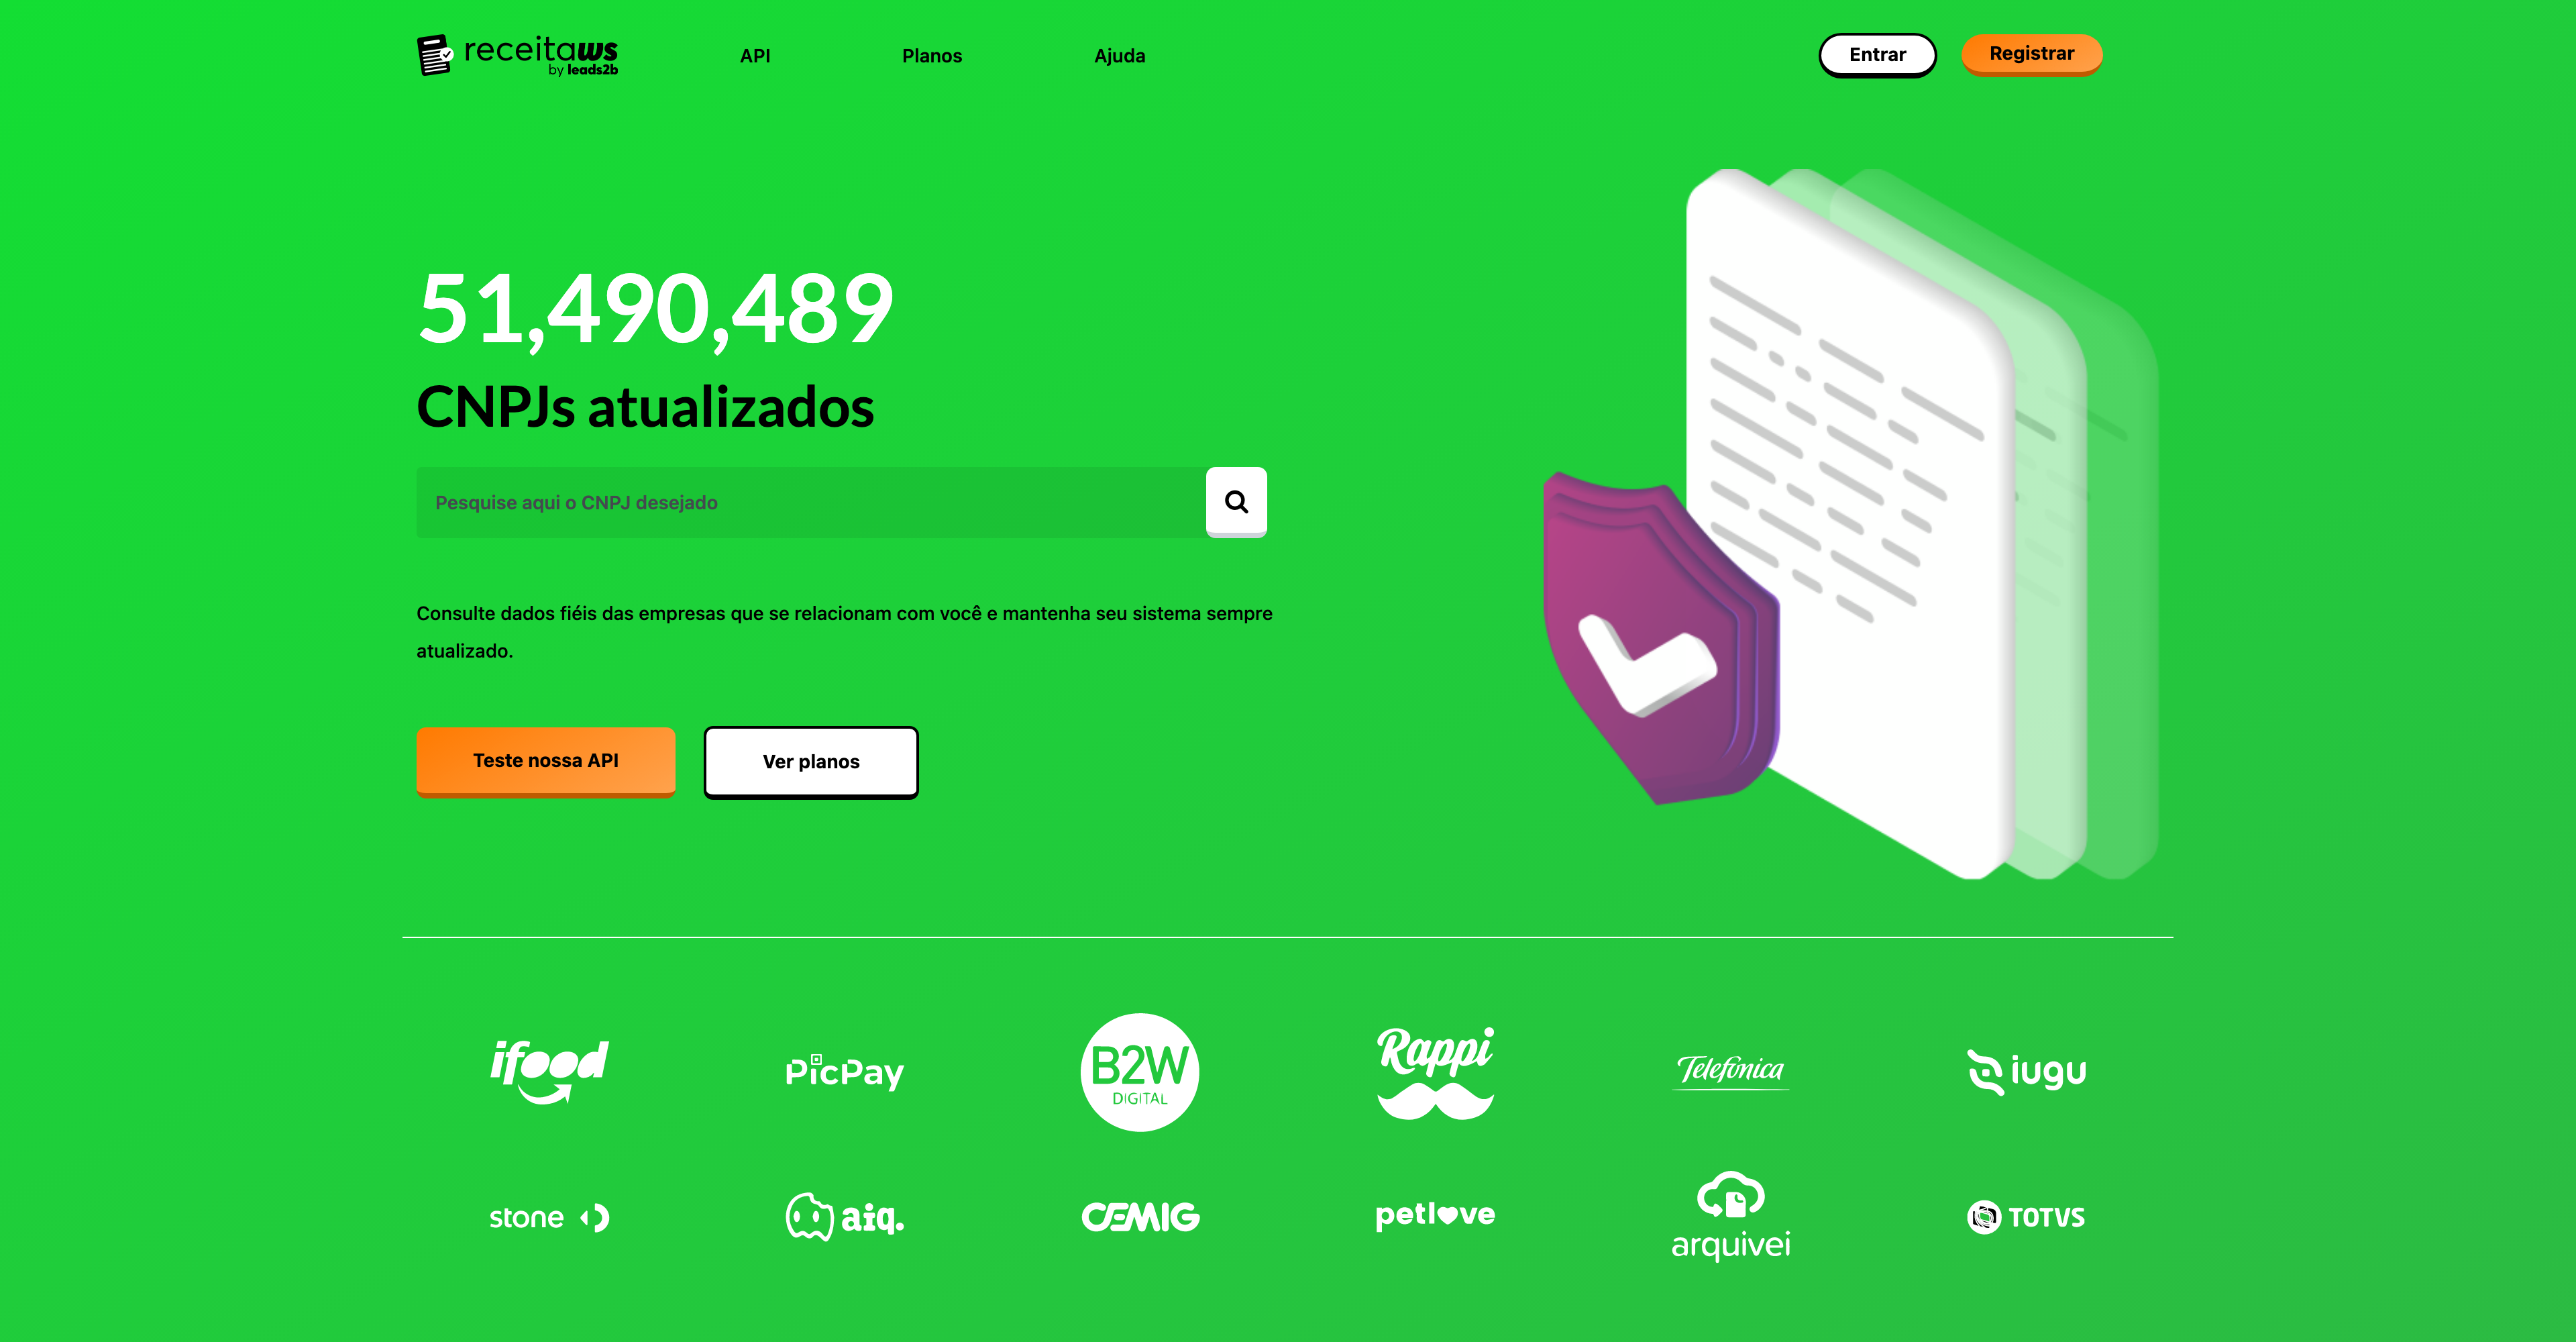 receitaws
by leads2b
API
Planos
Ajuda
Entrar
Registrar
51,490,489
CNPJs atualizados
Pesquise aqui o CNPJ desejado
Consulte dados fiéis das empresas que se relacionam com você e mantenha seu sistema sempre
atualizado.
Teste nossa API
Ver planos
ifood
PicPay
B2W
DIGITAL
Rappi
Telefónica
iugu
stone
aiq.
CEMIG
petlove
arquivei
TOTVS